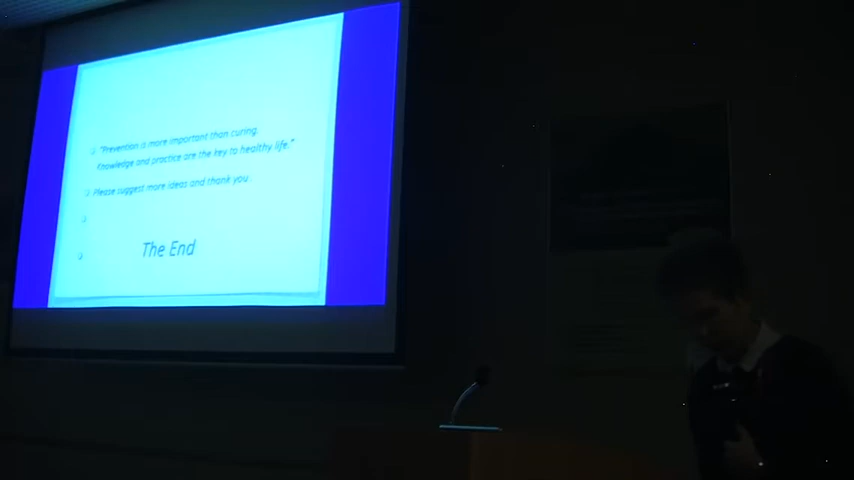 "Prevention is more important than curing.
Knowledge and practice are the key to healthy life."
Please suggest more ideas and thank you.
The End